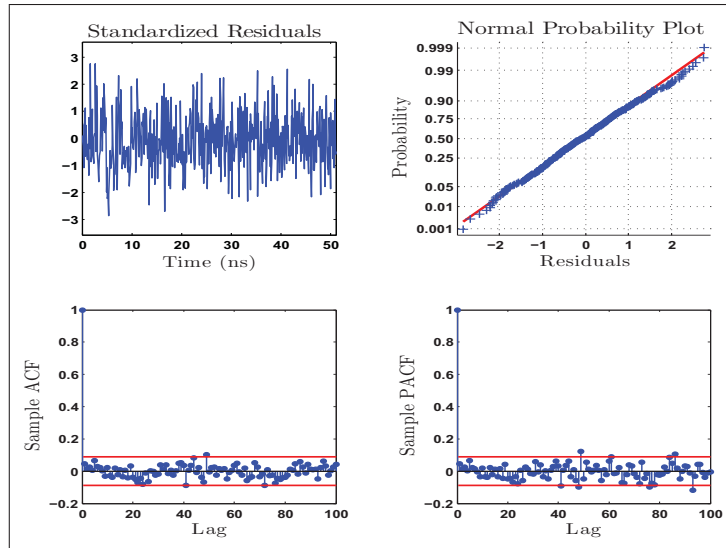 Standardized Residuals
3
2
1
0
−1
−2
−3
0 10 20 30 40 50
Time (ns)
Normal Probability Plot
Probability
0.999
0.99
0.90
0.75
0.50
0.25
0.05
0.01
0.001
−2 −1 0 1 2
Residuals
Sample ACF
1
0.8
0.6
0.4
0.2
0
−0.2
0 20 40 60 80 100
Lag
Sample PACF
1
0.8
0.6
0.4
0.2
0
−0.2
0 20 40 60 80 100
Lag